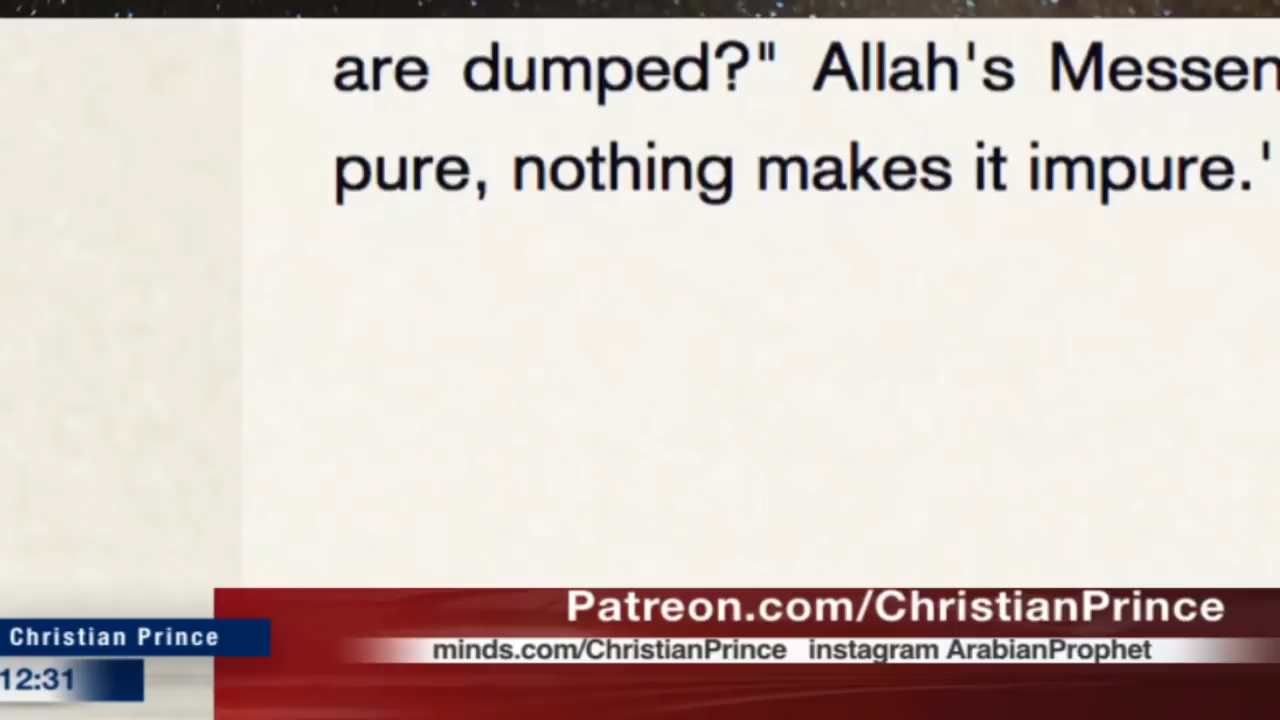 are dumped?" Allah's Messen
pure, nothing makes it impure.'
Patreon.com/ChristianPrince
Christian Prince
minds.com/ChristianPrince instagram ArabianProphet
12:31